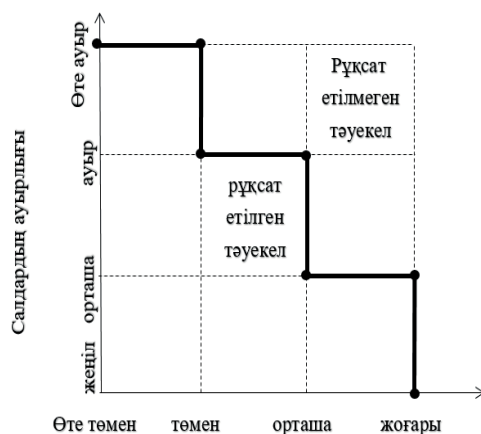 Өте ауыр
Рұқсат
етілмеген
тәуекел
ауыр
рұқсат
етілген
тәуекел
Салдардың ауырлығы
орташа
жеңіл
Өте төмен төмен орташа жоғары